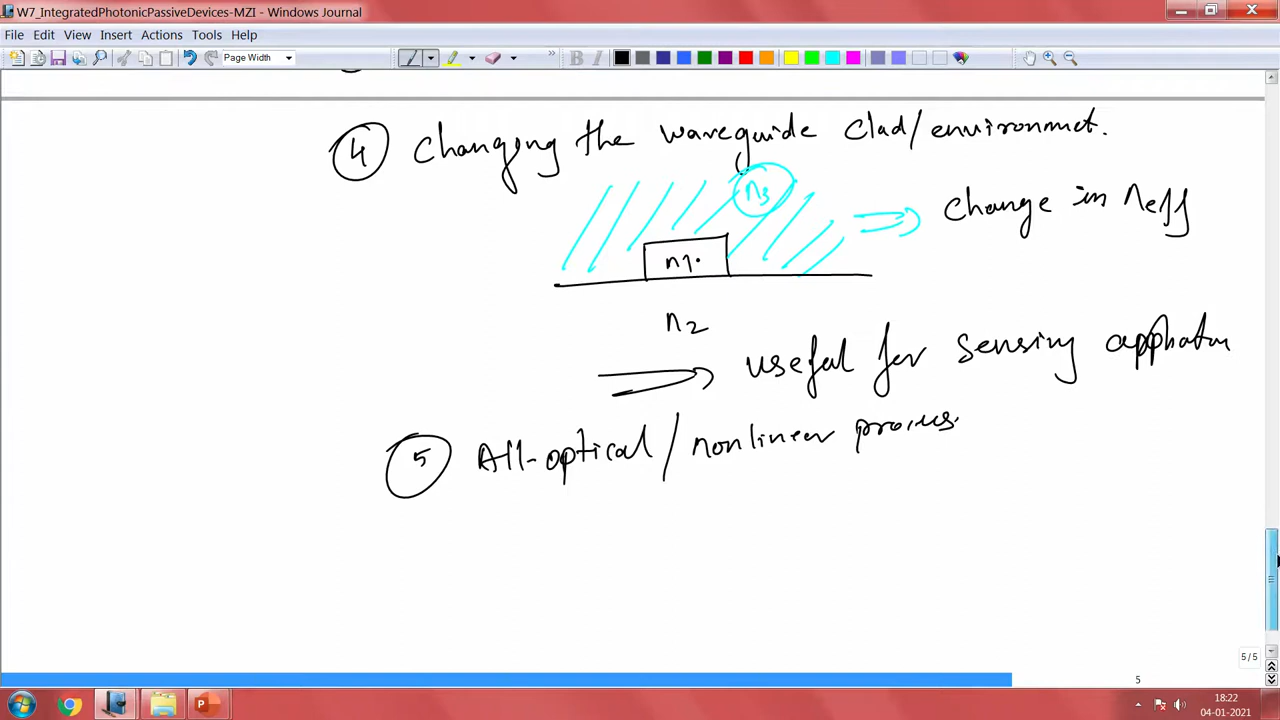 W7_IntegratedPhotonicPassiveDevices-MZI - Windows Journal
File Edit View Insert Actions Tools Help
Page Width
B I
4 Changing the waveguide clad/environmet.
n3
change in neff
n1.
n2
useful for sensing
5 All-optical/nonlinear process.
5/5
5
18:22
04-01-2021